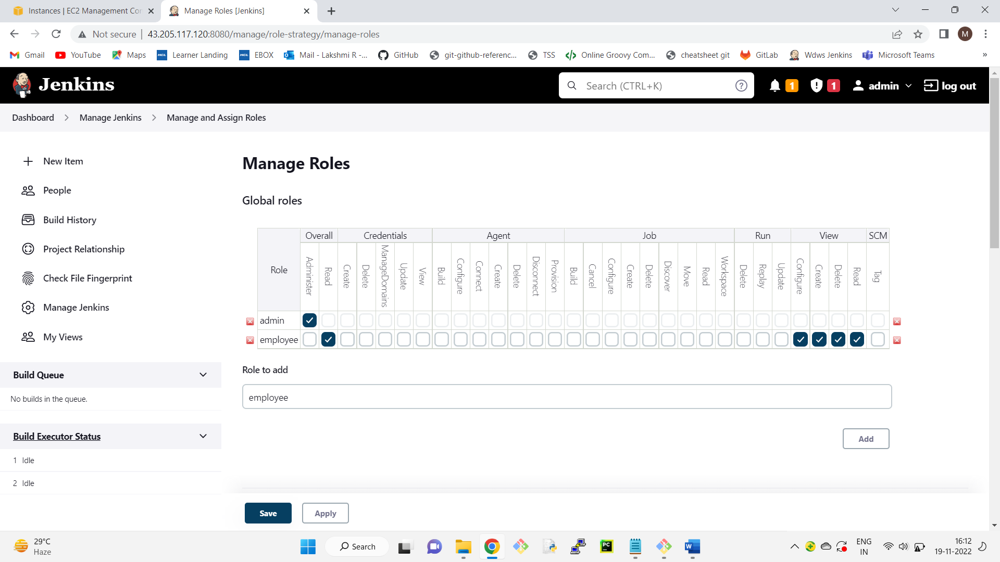 Instances | EC2 Management Con
Manage Roles [Jenkins]
Not secure
43.205.117.120:8080/manage/role-strategy/manage-roles
M
Gmail
YouTube
Maps
HCL
Learner Landing
HCL
EBOX
Mail - Lakshmi R -...
GitHub
git-github-referenc...
TSS
Online Groovy Com...
cheatsheet git
GitLab
Wdws Jenkins
Microsoft Teams
»
Jenkins
Search (CTRL+K)
1
1
admin
log out
Dashboard
Manage Jenkins
Manage and Assign Roles
New Item
People
Build History
Project Relationship
Check File Fingerprint
Manage Jenkins
My Views
Build Queue
No builds in the queue.
Build Executor Status
1 Idle
2 Idle
Manage Roles
Global roles
Role
Overall
Credentials
Agent
Job
Run
View
SCM
Administer
Read
Create
Delete
ManageDomains
Update
View
Build
Configure
Connect
Create
Delete
Disconnect
Provision
Build
Cancel
Configure
Create
Delete
Discover
Move
Read
Workspace
Delete
Replay
Update
Configure
Create
Delete
Read
Tag
admin
employee
Role to add
employee
Add
Save
Apply
29°C
Haze
Search
PC
W
ENG
IN
16:12
19-11-2022